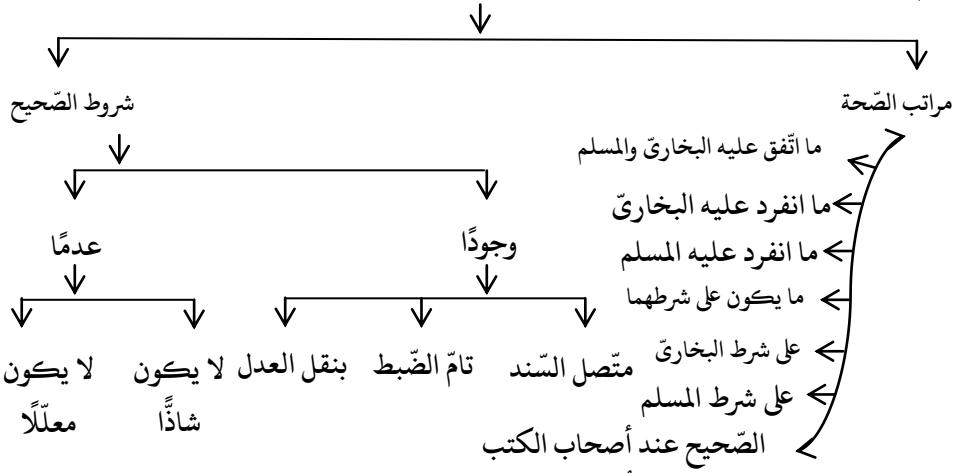 مراتب الصّحة
شروط الصّحيح
ما اتّفق عليه البخاريّ والمسلم
ما انفرد عليه البخاريّ
ما انفرد عليه المسلم
ما يكون على شرطهما
على شرط البخاريّ
على شرط المسلم
الصّحيح عند أصحاب الكتب
وجودًا
عدمًا
متّصل السّند
تامّ الضّبط
بنقل العدل
لا يكون
شاذًّا
لا يكون
معلّلًا